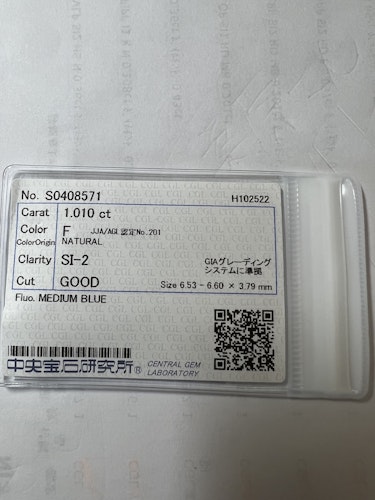 No. S0408571 H102522
Carat 1.010 ct
Color F JJA/AGL認定No.201
ColorOrigin NATURAL
Clarity SI-2 GIAグレーディング
システムに準拠
Cut GOOD Size 6.53 - 6.60 × 3.79 mm
Fluo. MEDIUM BLUE
中央宝石研究所® CENTRAL GEM
LABORATORY